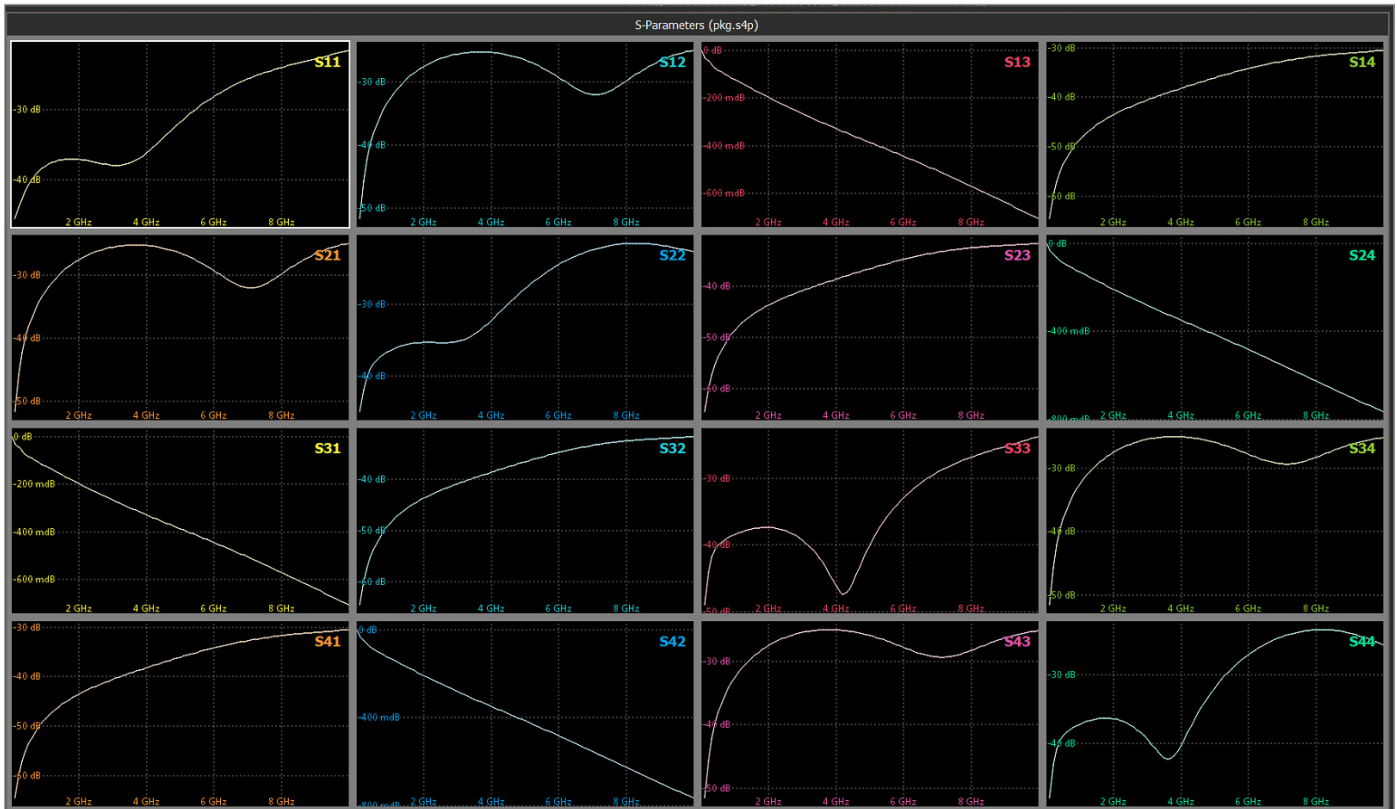 S-Parameters (pkg.s4p)
S11
-30 dB
-40 dB
2 GHz 4 GHz 6 GHz 8 GHz
S12
-30 dB
-40 dB
-50 dB
2 GHz 4 GHz 6 GHz 8 GHz
S13
0 dB
-200 mdB
-400 mdB
-600 mdB
2 GHz 4 GHz 6 GHz 8 GHz
S14
-30 dB
-40 dB
-50 dB
-60 dB
2 GHz 4 GHz 6 GHz 8 GHz
S21
-30 dB
-40 dB
-50 dB
2 GHz 4 GHz 6 GHz 8 GHz
S22
-30 dB
-40 dB
2 GHz 4 GHz 6 GHz 8 GHz
S23
-40 dB
-50 dB
-60 dB
2 GHz 4 GHz 6 GHz 8 GHz
S24
0 dB
-400 mdB
-800 mdB
2 GHz 4 GHz 6 GHz 8 GHz
S31
0 dB
-200 mdB
-400 mdB
-600 mdB
2 GHz 4 GHz 6 GHz 8 GHz
S32
-40 dB
-50 dB
-60 dB
2 GHz 4 GHz 6 GHz 8 GHz
S33
-30 dB
-40 dB
-50 dB
2 GHz 4 GHz 6 GHz 8 GHz
S34
-30 dB
-40 dB
-50 dB
2 GHz 4 GHz 6 GHz 8 GHz
S41
-30 dB
-40 dB
-50 dB
-60 dB
2 GHz 4 GHz 6 GHz 8 GHz
S42
0 dB
-400 mdB
-800 mdB
2 GHz 4 GHz 6 GHz 8 GHz
S43
-30 dB
-40 dB
-50 dB
2 GHz 4 GHz 6 GHz 8 GHz
S44
-30 dB
-40 dB
2 GHz 4 GHz 6 GHz 8 GHz